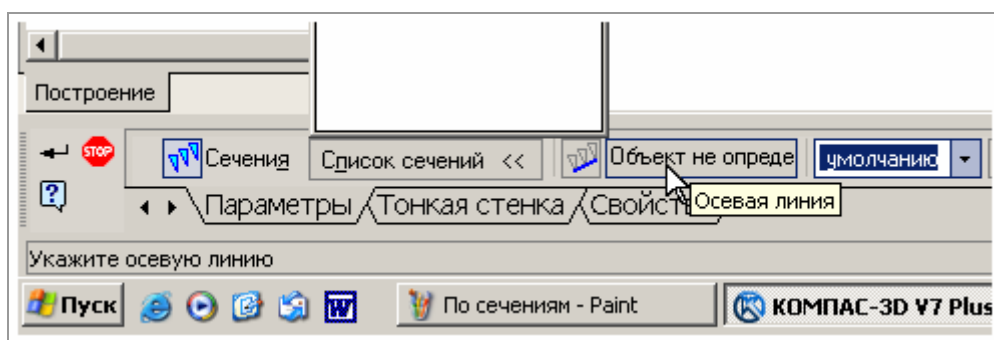 Построение
STOP
Сечения Список сечений << Объект не опреде умолчанию
Параметры Тонкая стенка
Осевая линия
Укажите осевую линию
Пуск W По сечениям - Paint КОМПАС-3D V7 Plus